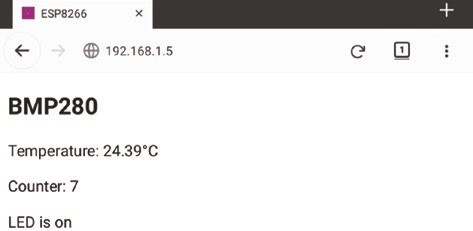 ESP8266
192.168.1.5
1
BMP280
Temperature: 24.39°C
Counter: 7
LED is on